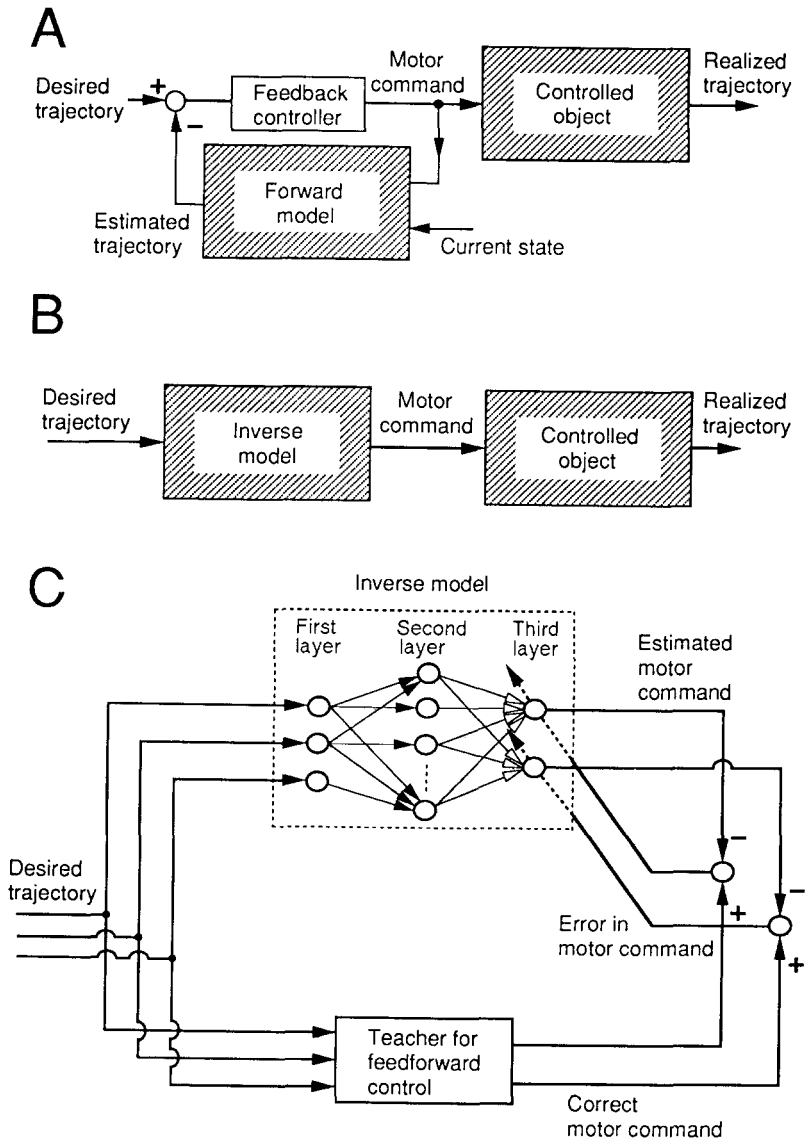 A
Desired
trajectory
+
−
Feedback
controller
Motor
command
Controlled
object
Realized
trajectory
Forward
model
Estimated
trajectory
Current state
B
Desired
trajectory
Inverse
model
Motor
command
Controlled
object
Realized
trajectory
C
Inverse model
First
layer
Second
layer
Third
layer
Estimated
motor
command
−
−
Desired
trajectory
+
Error in
motor command
+
Teacher for
feedforward
control
Correct
motor command